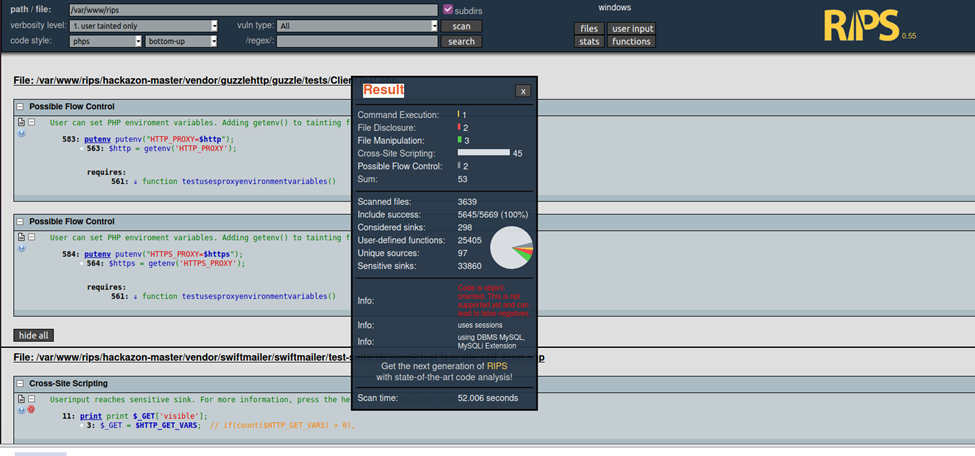 path / file: /var/www/rips subdirs
verbosity level: 1. user tainted only vuln type: All scan
code style: phps bottom-up /regex/: search
windows
files user input
stats functions
RIPS 0.55
File: /var/www/rips/hackazon-master/vendor/guzzlehttp/guzzle/tests/Clie
Possible Flow Control
User can set PHP enviroment variables. Adding getenv() to tainting f
583: putenv putenv("HTTP_PROXY=$http");
563: $http = getenv('HTTP_PROXY');
requires:
561: function testusesproxyenvironmentvariables()
Possible Flow Control
User can set PHP enviroment variables. Adding getenv() to tainting f
584: putenv putenv("HTTPS_PROXY=$https");
564: $https = getenv('HTTPS_PROXY');
requires:
561: function testusesproxyenvironmentvariables()
hide all
File: /var/www/rips/hackazon-master/vendor/swiftmailer/swiftmailer/test-
Cross-Site Scripting
Userinput reaches sensitive sink. For more information, press the he
11: print print $_GET['visible'];
3: $_GET = $HTTP_GET_VARS; // if(count($HTTP_GET_VARS) > 0),
Result x
Command Execution: 1
File Disclosure: 2
File Manipulation: 3
Cross-Site Scripting: 45
Possible Flow Control: 2
Sum: 53
Scanned files: 3639
Include success: 5645/5669 (100%)
Considered sinks: 298
User-defined functions: 25405
Unique sources: 97
Sensitive sinks: 33860
Info: Code is object-
oriented. This is not
supported yet and can
lead to false negatives
Info: uses sessions
Info: using DBMS MySQL,
MySQLi Extension
Get the next generation of RIPS
with state-of-the-art code analysis!
Scan time: 52.006 seconds